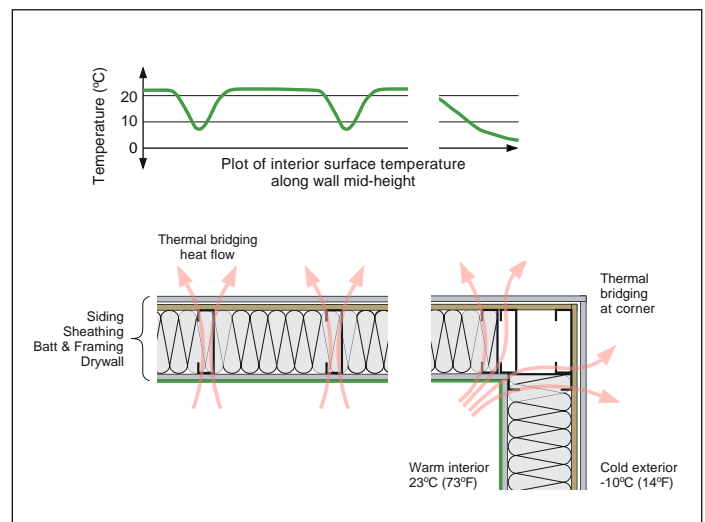 Temperature (ºC)
20
10
0
Plot of interior surface temperature
along wall mid-height
Thermal bridging
heat flow
Thermal
bridging
at corner
Siding
Sheathing
Batt & Framing
Drywall
Warm interior
23ºC (73ºF)
Cold exterior
-10ºC (14ºF)